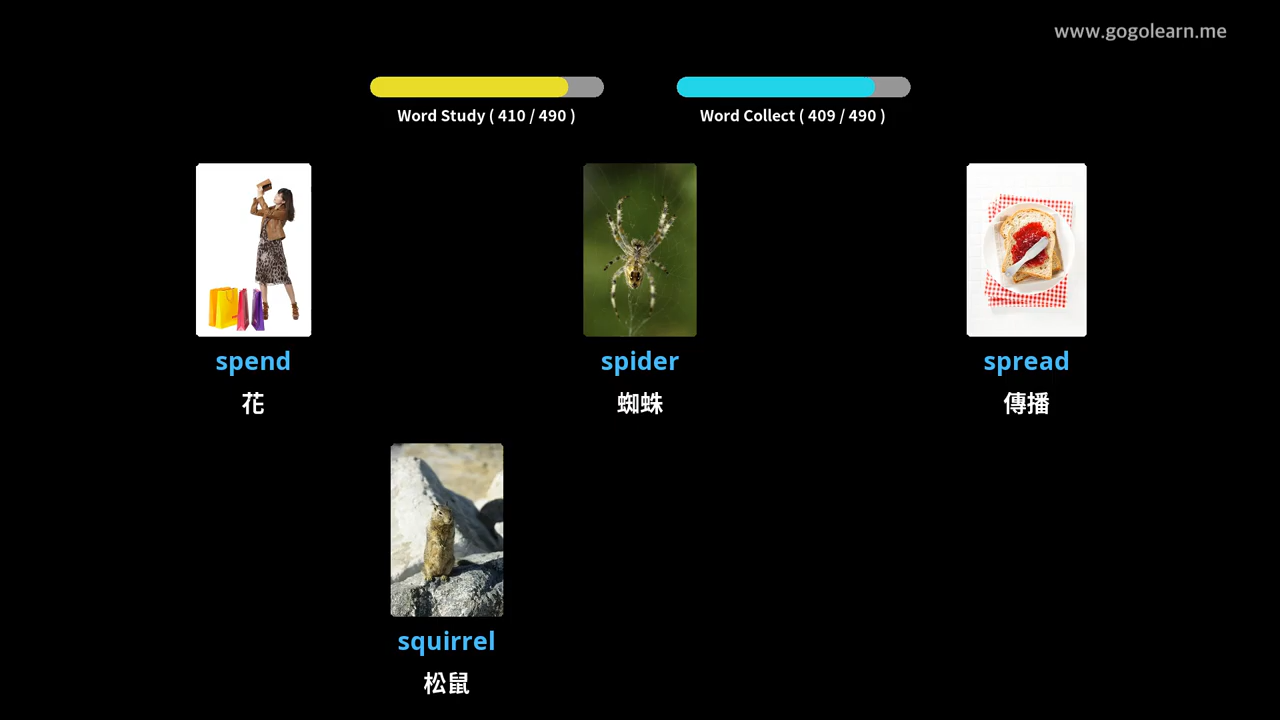 www.gogolearn.me
Word Study ( 410 / 490 )
Word Collect ( 409 / 490 )
spend
花
spider
蜘蛛
spread
傳播
squirrel
松鼠